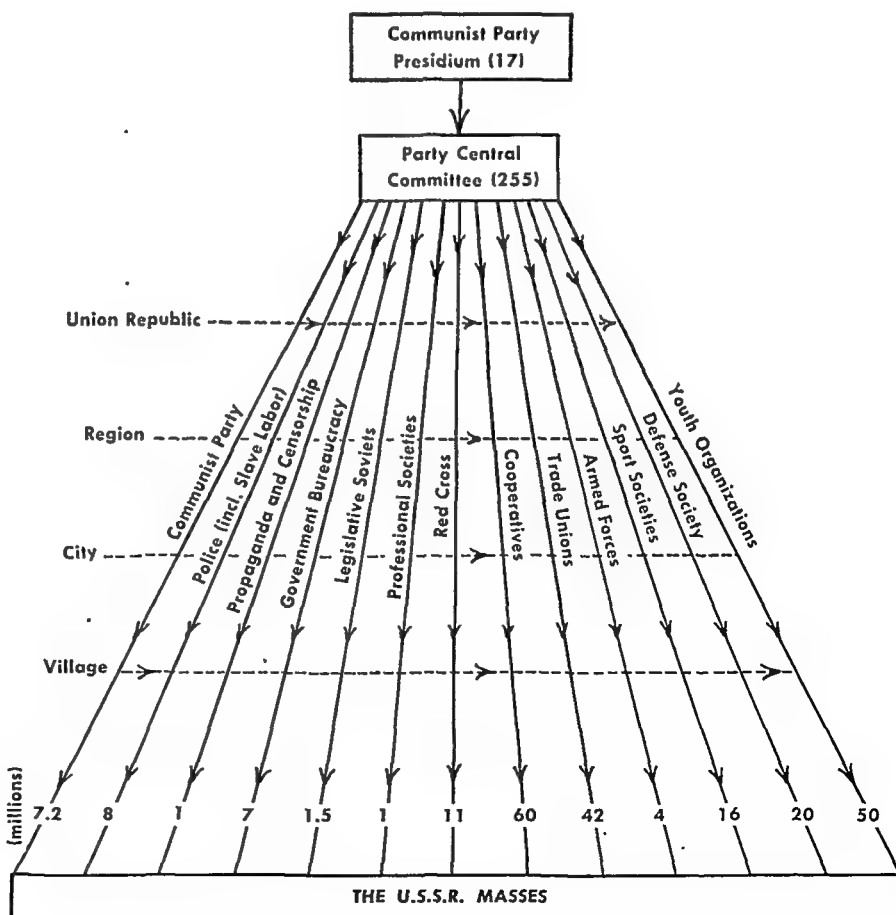 Communist Party
Presidium (17)
Party Central
Committee (255)
Union Republic
Region
City
Village
Communist Party
Police (incl. Slave Labor)
Propaganda and Censorship
Government Bureaucracy
Legislative Soviets
Professional Societies
Red Cross
Cooperatives
Trade Unions
Armed Forces
Sport Societies
Defense Society
Youth Organizations
(millions)
7.2 8 1 7 1.5 1 11 60 42 4 16 20 50
THE U.S.S.R. MASSES